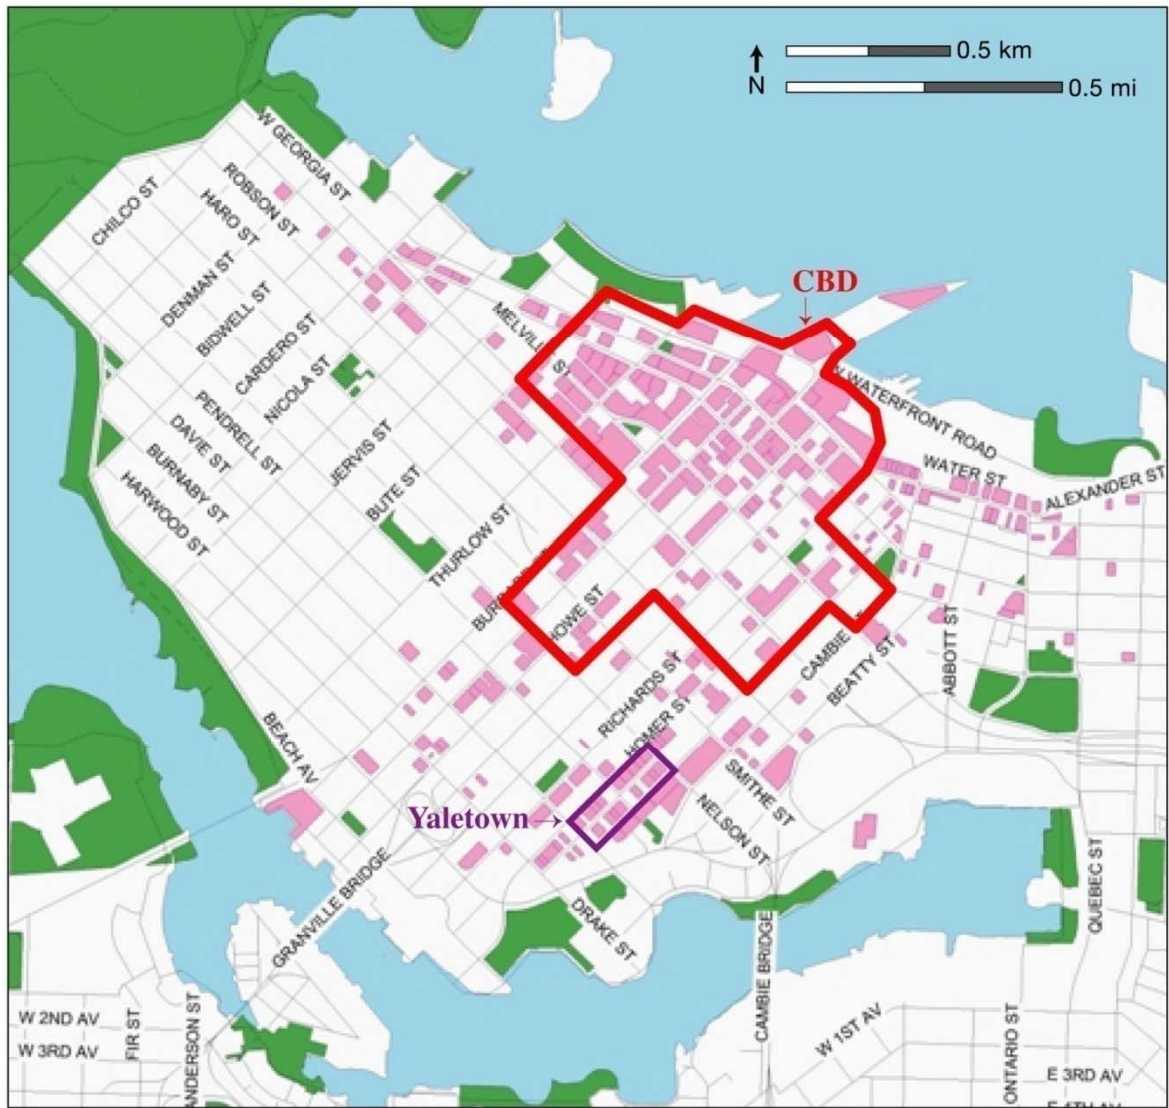 0.5 km
N
0.5 mi
W GEORGIA ST
ROBSON ST
HARO ST
CHILCO ST
DENMAN ST
BIDWELL ST
CARDERO ST
NICOLA ST
CBD
MELVILLE ST
PENDRELL ST
DAVIE ST
BURNABY ST
HARWOOD ST
JERVIS ST
BUTE ST
THURLOW ST
WATERFRONT ROAD
WATER ST
ALEXANDER ST
HOWE ST
RICHARDS ST
HOMER ST
CAMBIE
BEATTY ST
ABBOTT ST
BEACH AV
SMITHE ST
NELSON ST
Yaletown
GRANVILLE BRIDGE
DRAKE ST
CAMBIE BRIDGE
QUEBEC ST
W 2ND AV
W 3RD AV
FIR ST
ANDERSON ST
W 1ST AV
ONTARIO ST
E 3RD AV